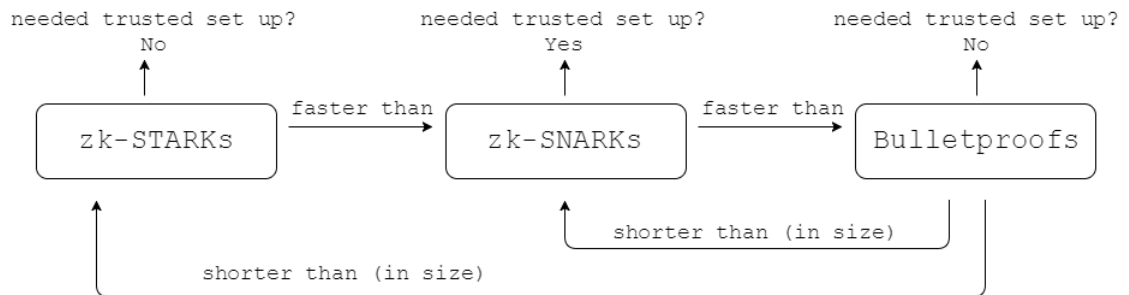 needed trusted set up?
No
needed trusted set up?
Yes
needed trusted set up?
No
zk-STARKs
faster than
zk-SNARKs
faster than
Bulletproofs
shorter than (in size)
shorter than (in size)